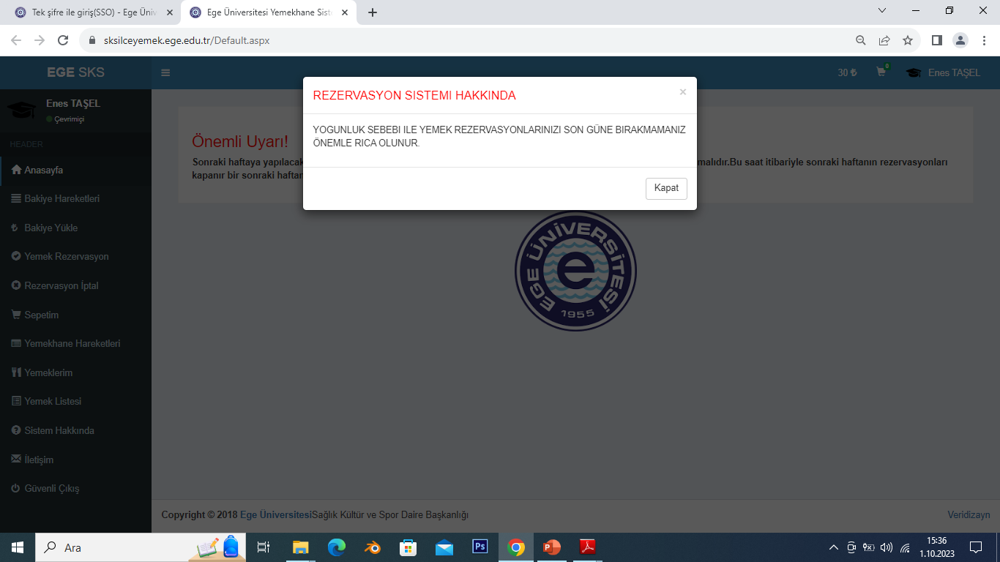 Tek şifre ile giriş(SSO) - Ege Üniv
Ege Üniversitesi Yemekhane Sist
sksilceyemek.ege.edu.tr/Default.aspx
EGE SKS
30 ₺
0
Enes TAŞEL
Enes TAŞEL
Çevrimiçi
HEADER
Anasayfa
Bakiye Hareketleri
Bakiye Yükle
Yemek Rezervasyon
Rezervasyon İptal
Sepetim
Yemekhane Hareketleri
Yemeklerim
Yemek Listesi
Sistem Hakkında
İletişim
Güvenli Çıkış
REZERVASYON SISTEMI HAKKINDA
×
YOGUNLUK SEBEBI ILE YEMEK REZERVASYONLARINIZI SON GÜNE BIRAKMAMANIZ
ÖNEMLE RICA OLUNUR.
Kapat
Önemli Uyarı!
Sonraki haftaya yapılacak malıdır.Bu saat itibariyle sonraki haftanın rezervasyonları
kapanır bir sonraki haftan
EGE ÜNİVERSİTESİ
e
1955
Copyright © 2018 Ege ÜniversitesiSağlık Kültür ve Spor Daire Başkanlığı
Veridizayn
Ara
Ps
15:36
1.10.2023